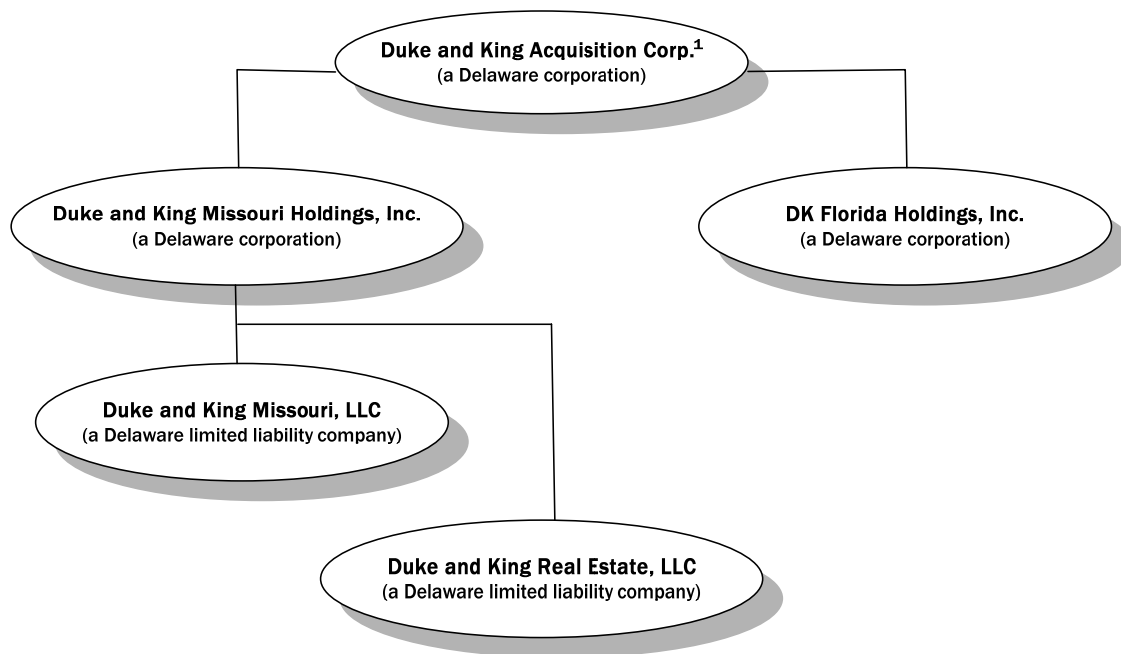 Duke and King Acquisition Corp.¹
(a Delaware corporation)
Duke and King Missouri Holdings, Inc.
(a Delaware corporation)
DK Florida Holdings, Inc.
(a Delaware corporation)
Duke and King Missouri, LLC
(a Delaware limited liability company)
Duke and King Real Estate, LLC
(a Delaware limited liability company)